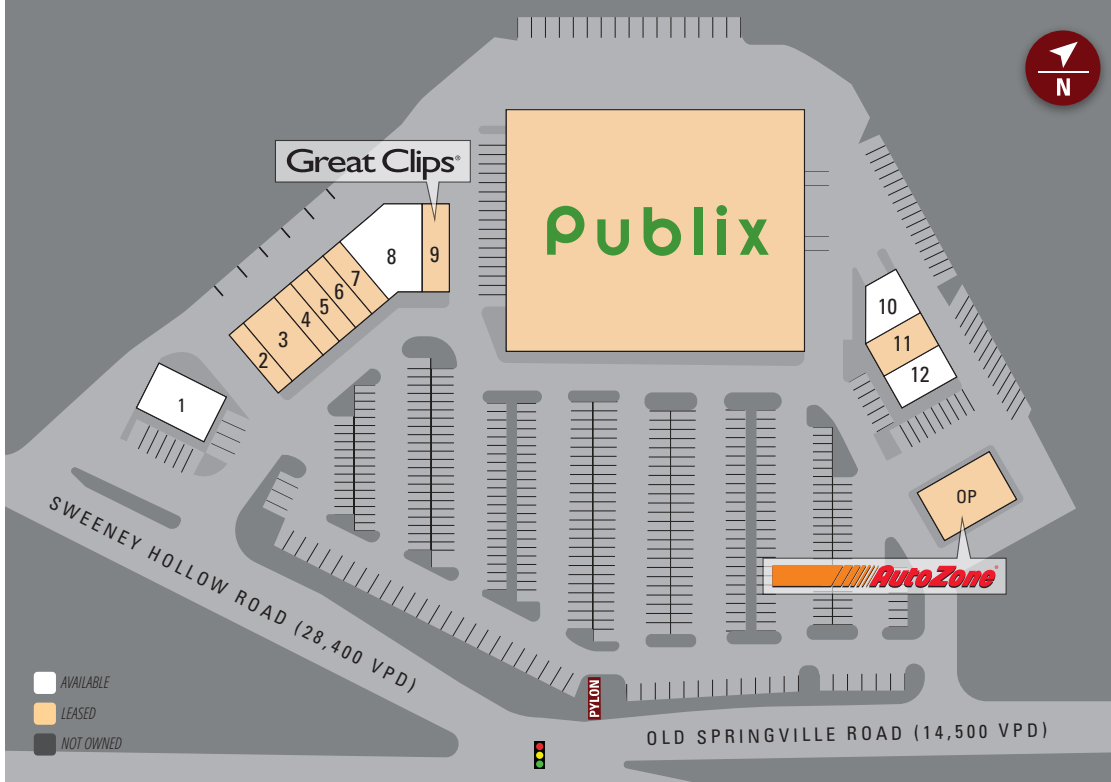 N
Great Clips®
Publix
8
9
7
6
5
4
3
2
1
10
11
12
OP
AutoZone®
SWEENEY HOLLOW ROAD (28,400 VPD)
PYLON
OLD SPRINGVILLE ROAD (14,500 VPD)
AVAILABLE
LEASED
NOT OWNED